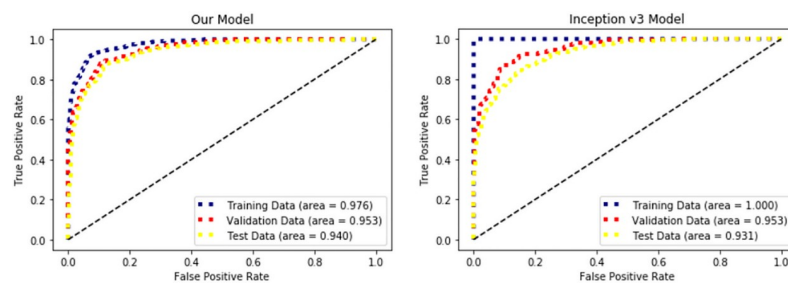 Our Model
True Positive Rate
1.0
0.8
0.6
0.4
0.2
0.0
Training Data (area = 0.976)
Validation Data (area = 0.953)
Test Data (area = 0.940)
0.0 0.2 0.4 0.6 0.8 1.0
False Positive Rate
Inception v3 Model
True Positive Rate
1.0
0.8
0.6
0.4
0.2
0.0
Training Data (area = 1.000)
Validation Data (area = 0.953)
Test Data (area = 0.931)
0.0 0.2 0.4 0.6 0.8 1.0
False Positive Rate